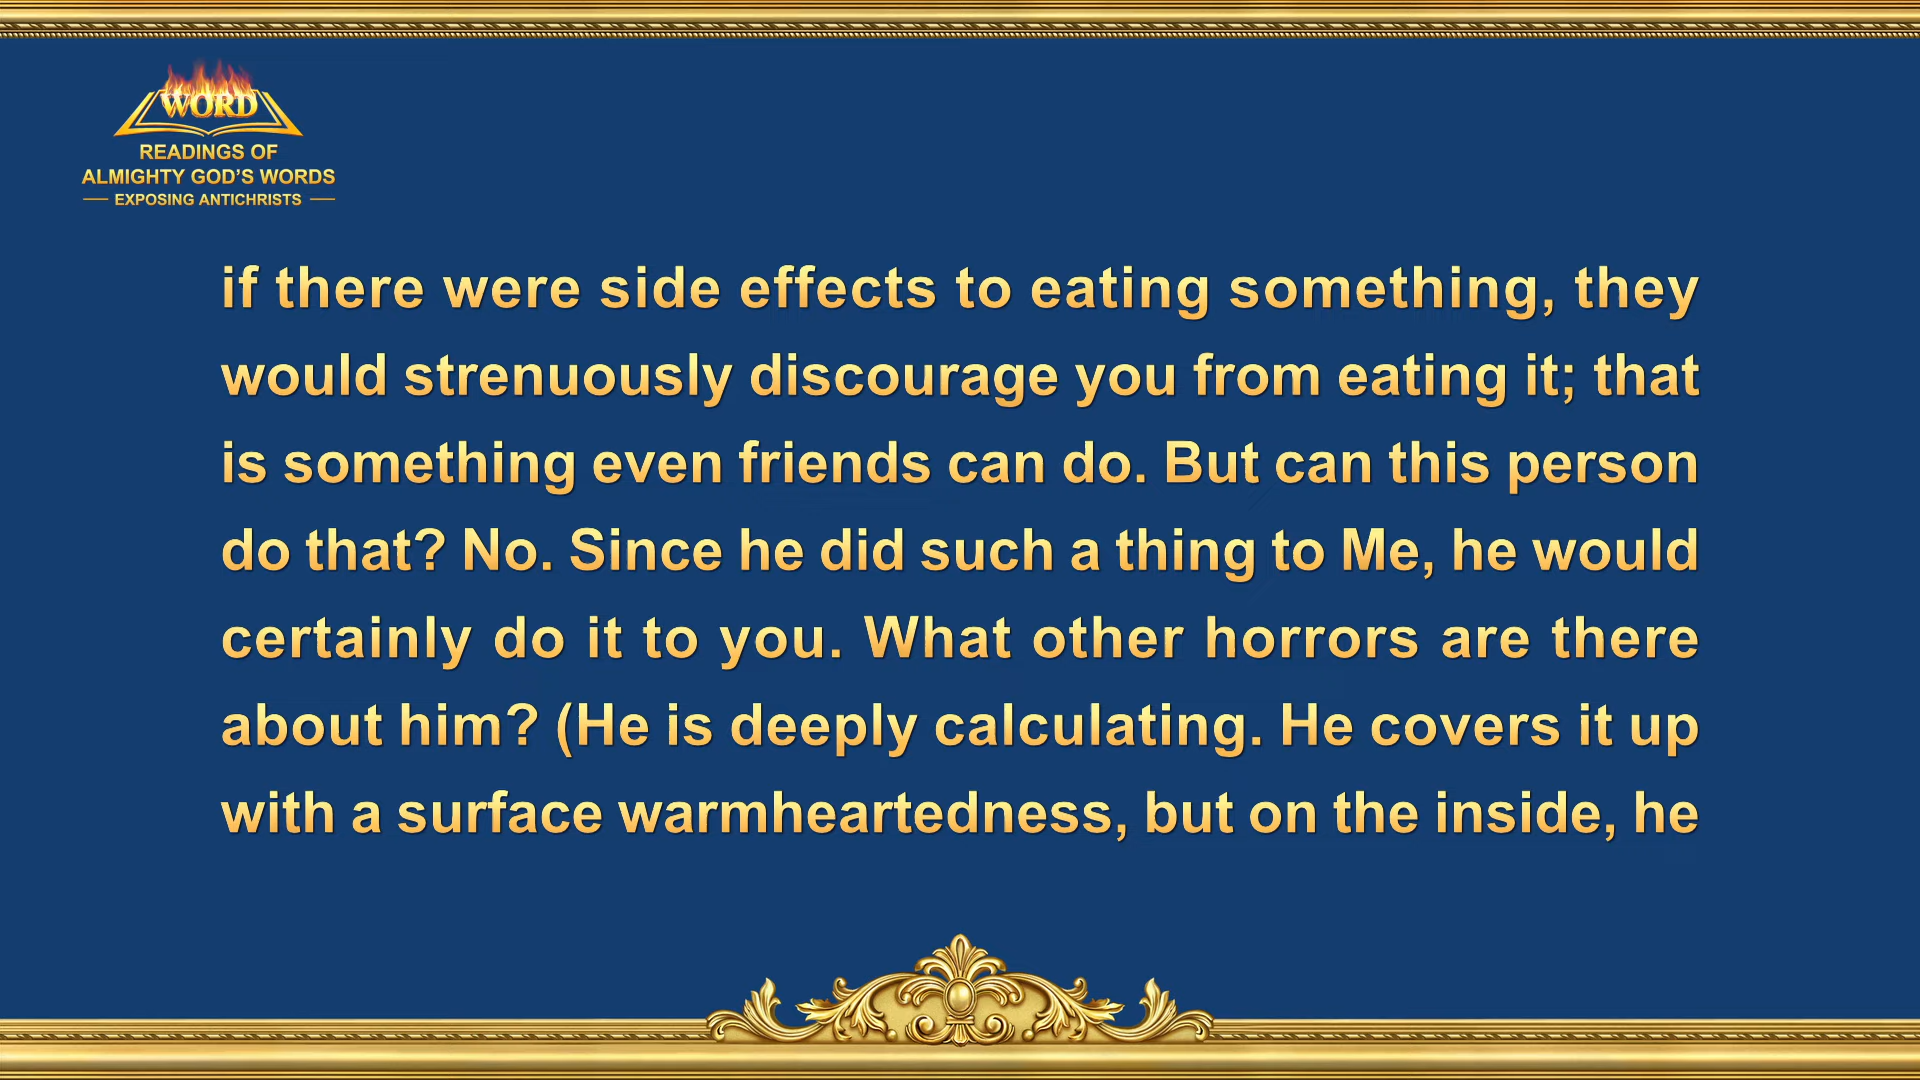 WORD
READINGS OF
ALMIGHTY GOD'S WORDS
EXPOSING ANTICHRISTS
if there were side effects to eating something, they
would strenuously discourage you from eating it; that
is something even friends can do. But can this person
do that? No. Since he did such a thing to Me, he would
certainly do it to you. What other horrors are there
about him? (He is deeply calculating. He covers it up
with a surface warmheartedness, but on the inside, he